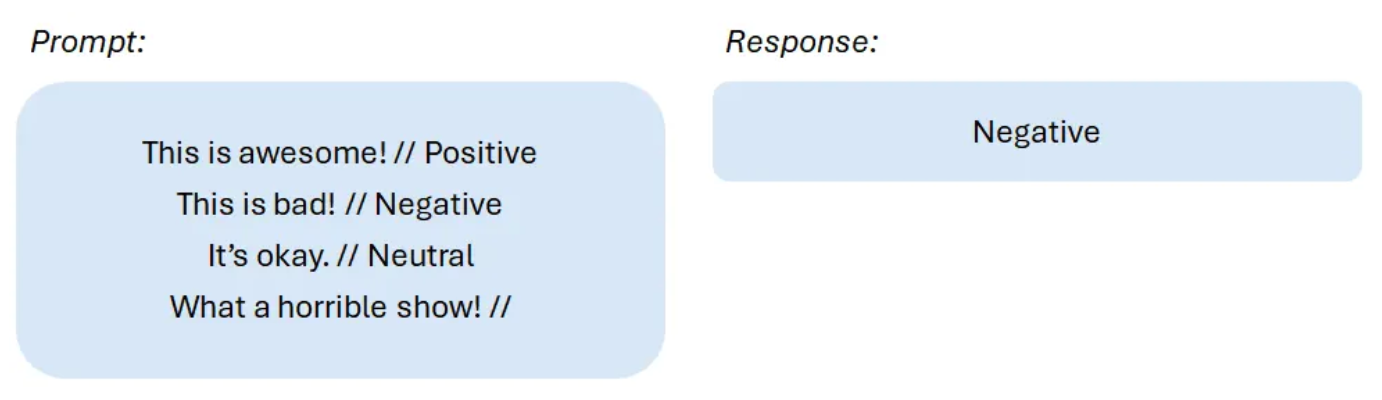 Prompt:
This is awesome! // Positive
This is bad! // Negative
It’s okay. // Neutral
What a horrible show! //
Response:
Negative